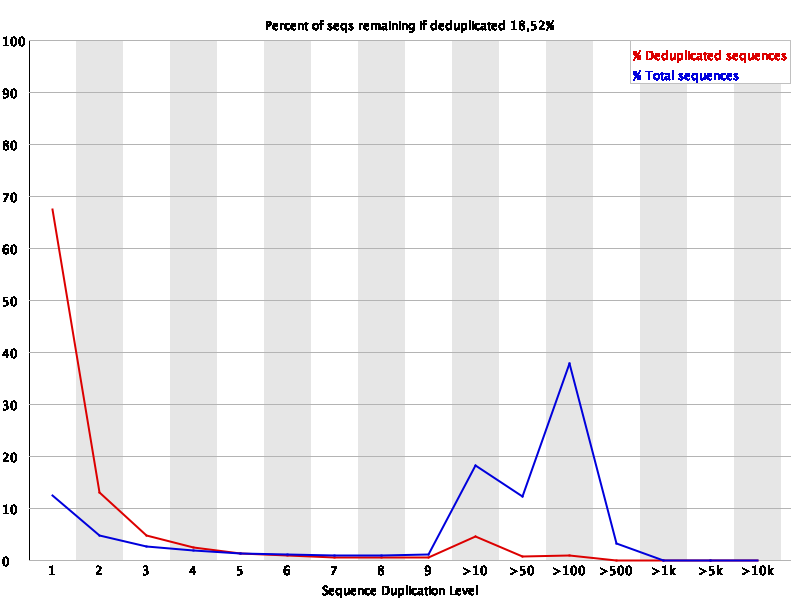 Percent of seqs remaining if deduplicated 18,52%
% Deduplicated sequences
% Total sequences
100
90
80
70
60
50
40
30
20
10
0
1 2 3 4 5 6 7 8 9 >10 >50 >100 >500 >1k >5k >10k
Sequence Duplication Level